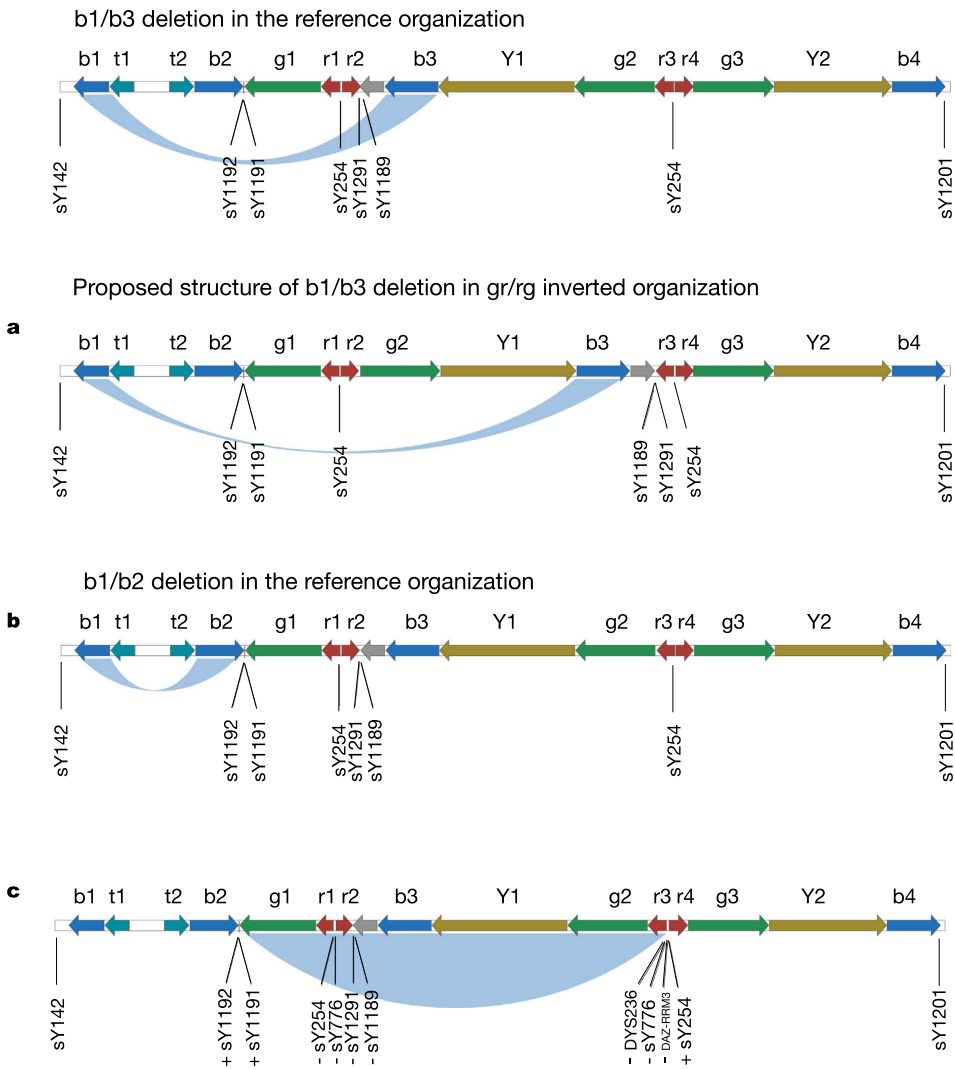 b1/b3 deletion in the reference organization
b1 t1 t2 b2 g1 r1 r2 b3 Y1 g2 r3 r4 g3 Y2 b4
sY142 sY1192 sY1191 sY254 sY1291 sY1189 sY254 sY1201
Proposed structure of b1/b3 deletion in gr/rg inverted organization
a
b1 t1 t2 b2 g1 r1 r2 g2 Y1 b3 r3 r4 g3 Y2 b4
sY142 sY1192 sY1191 sY254 sY1189 sY1291 sY254 sY1201
b1/b2 deletion in the reference organization
b
b1 t1 t2 b2 g1 r1 r2 b3 Y1 g2 r3 r4 g3 Y2 b4
sY142 sY1192 sY1191 sY254 sY1291 sY1189 sY254 sY1201
c
b1 t1 t2 b2 g1 r1 r2 b3 Y1 g2 r3 r4 g3 Y2 b4
sY142 + sY1192 + sY1191 - sY254 - sY776 - sY1291 - sY1189 - DYS236 - sY776 - DAZ-RRM3 + sY254 sY1201